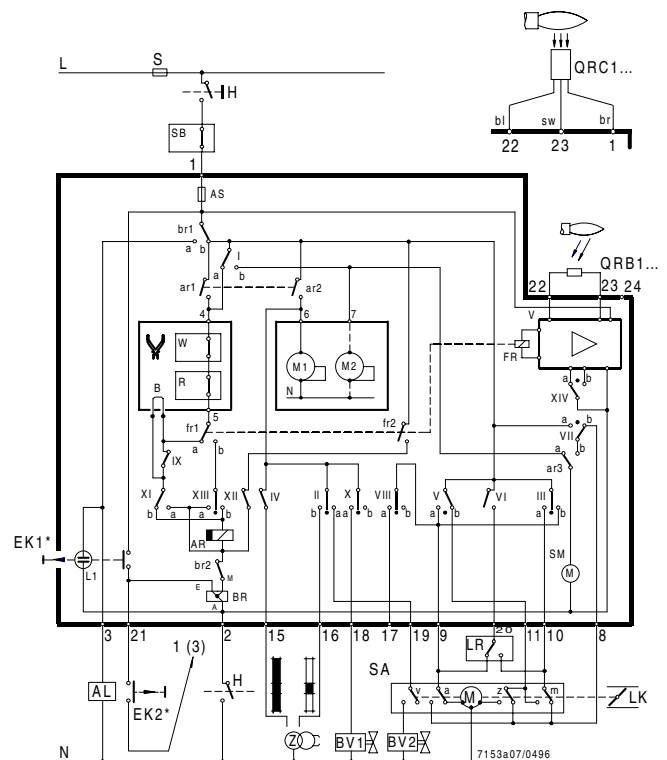 L S H QRC1...
SB bl sw br
22 23 1
1
AS
br1
a b I QRB1...
a b 22 23 24
ar1 ar2
4 6 7 V
W M1 M2 FR
R N a b
B 5 XIV
fr1 fr2 a b
a b VII
IX b
a ar3
XI XIII XII IV II X VIII V VI III
b a a b b a b a a b a b a b a b
EK1* AR SM
L1 br2 M
E M
BR
A
3 21 2 15 16 18 17 19 9 20 11 10 8
1 (3) LR
AL H SA
EK2* v a M z m LK
Z BV1 BV2
N 7153a07/0496